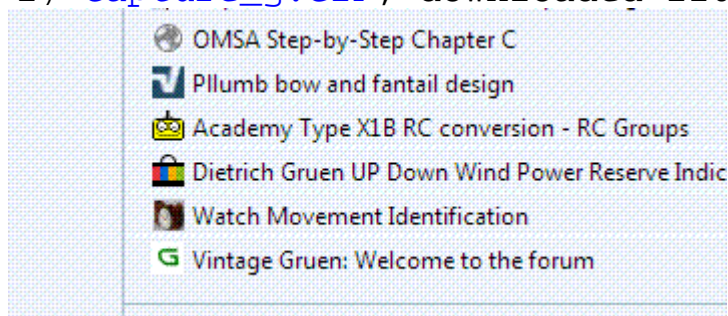 OMSA Step-by-Step Chapter C
Pllumb bow and fantail design
Academy Type X1B RC conversion - RC Groups
Dietrich Gruen UP Down Wind Power Reserve Indic
Watch Movement Identification
Vintage Gruen: Welcome to the forum